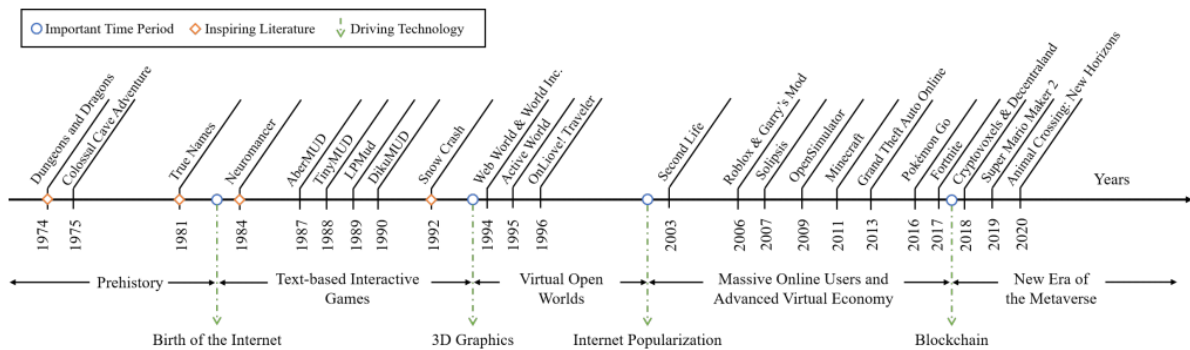 Important Time Period
Inspiring Literature
Driving Technology
Dungeons and Dragons
Colossal Cave Adventure
True Names
Neuromancer
AberMUD
TinyMUD
LPMud
DikuMUD
Snow Crash
Web World & World Inc.
Active World
OnLiove! Traveler
Second Life
Roblox & Garry's Mod
Solipsis
OpenSimulator
Minecraft
Grand Theft Auto Online
Pokémon Go
Fortnite
Cryptovoxels & Decentraland
Super Mario Maker 2
Animal Crossing: New Horizons
Years
1974
1975
1981
1984
1987
1988
1989
1990
1992
1994
1995
1996
2003
2006
2007
2009
2011
2013
2016
2017
2018
2019
2020
Prehistory
Text-based Interactive
Games
Virtual Open
Worlds
Massive Online Users and
Advanced Virtual Economy
New Era of
the Metaverse
Birth of the Internet
3D Graphics
Internet Popularization
Blockchain